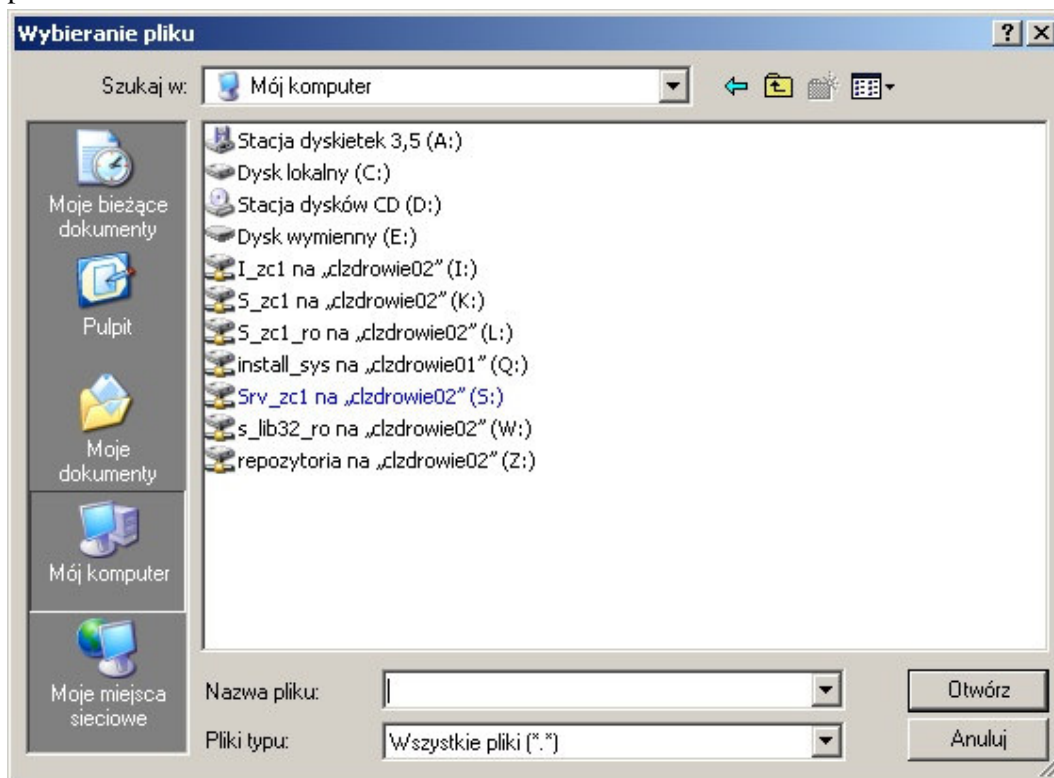 Wybieranie pliku
Szukaj w: Mój komputer
Moje bieżące
dokumenty
Pulpit
Moje
dokumenty
Mój komputer
Moje miejsca
sieciowe
Stacja dyskietek 3,5 (A:)
Dysk lokalny (C:)
Stacja dysków CD (D:)
Dysk wymienny (E:)
I_zc1 na „clzdrowie02” (I:)
S_zc1 na „clzdrowie02” (K:)
S_zc1_ro na „clzdrowie02” (L:)
install_sys na „clzdrowie01” (Q:)
Srv_zc1 na „clzdrowie02” (S:)
s_lib32_ro na „clzdrowie02” (W:)
repozytoria na „clzdrowie02” (Z:)
Nazwa pliku:
Otwórz
Pliki typu: Wszystkie pliki (*.*)
Anuluj